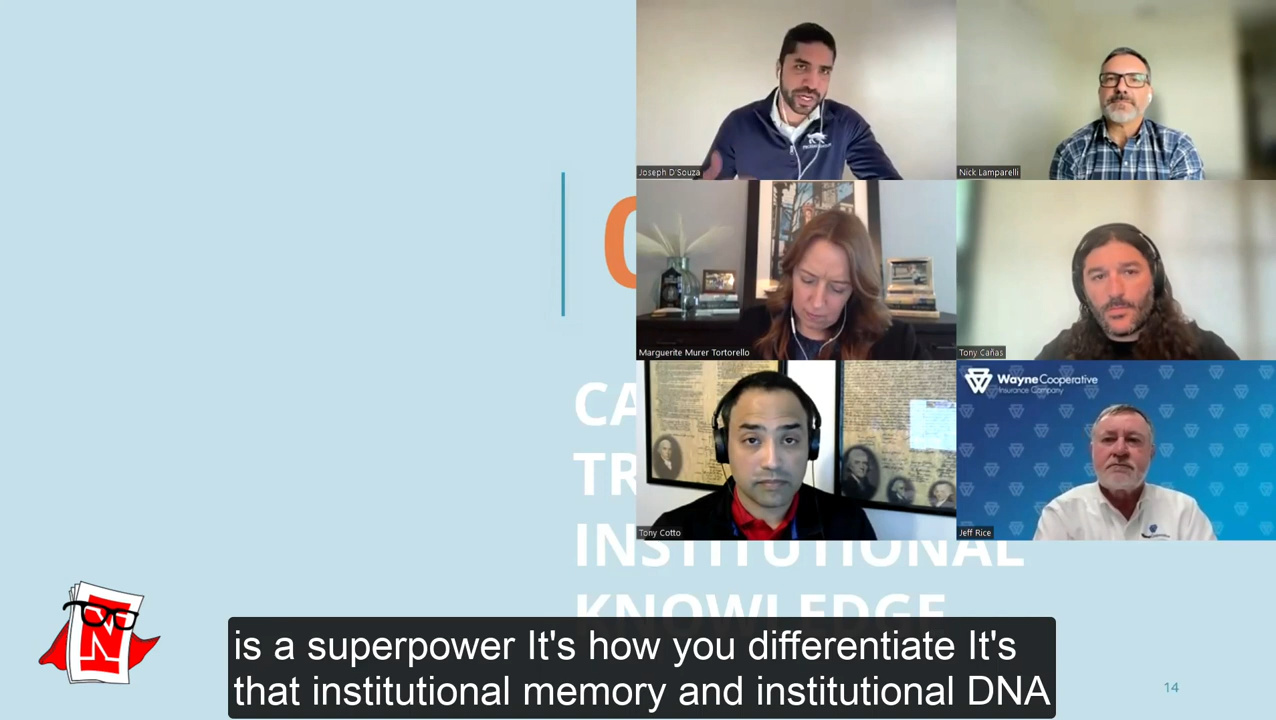 Joseph D'Souza
Nick Lamparelli
Marguerite Murer Tortorello
Tony Cañas
Wayne Cooperative
Insurance Company
Tony Cotto
Jeff Rice
CA
TR
INSTITUTIONAL
KNOWLEDGE
N
is a superpower It's how you differentiate It's
that institutional memory and institutional DNA
14